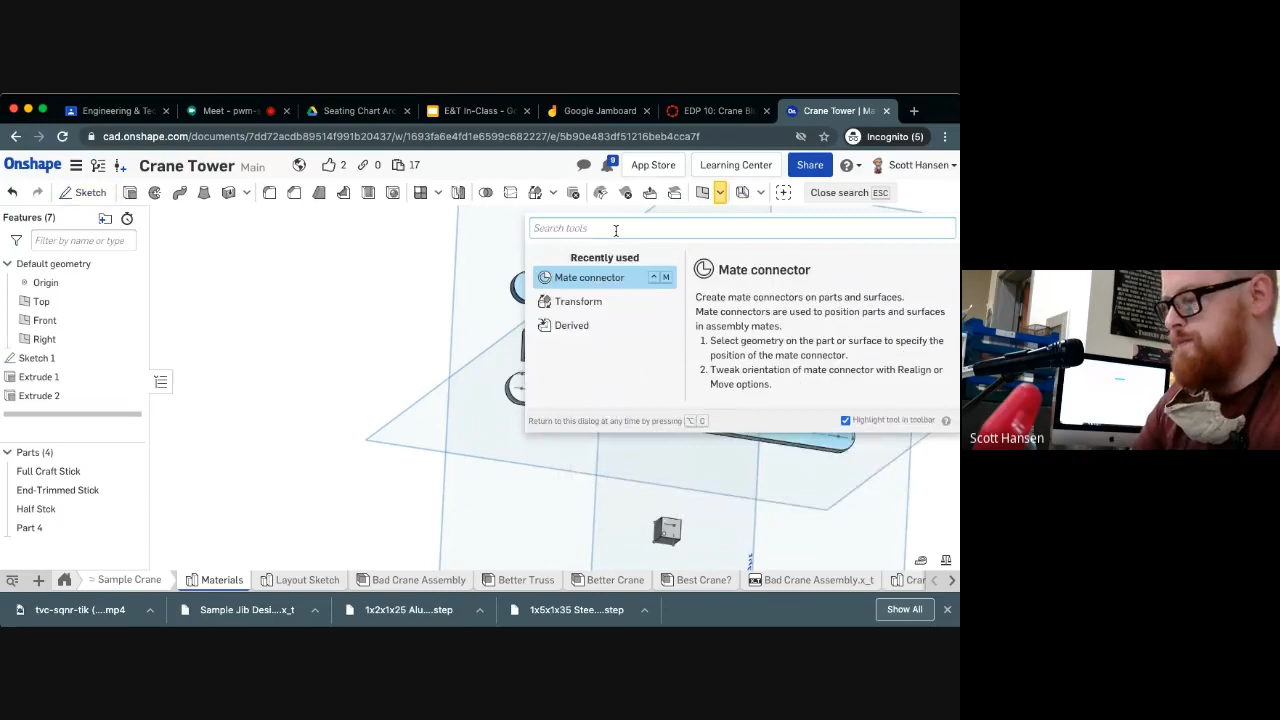 Engineering & Tec
Meet - pwm-s
Seating Chart Arc
E&T In-Class - Go
Google Jamboard
EDP 10: Crane Bl
Crane Tower | Ma
cad.onshape.com/documents/7dd72acdb89514f991b20437/w/1693fa6e4fd1e6599c682227/e/5b90e483df51216beb4cca7f
Incognito (5)
Onshape
Crane Tower Main
2
0
17
9
App Store
Learning Center
Share
Scott Hansen
Sketch
Close search ESC
Features (7)
Filter by name or type
Default geometry
Origin
Top
Front
Right
Sketch 1
Extrude 1
Extrude 2
Parts (4)
Full Craft Stick
End-Trimmed Stick
Half Stck
Part 4
Search tools
Recently used
Mate connector ^ M
Transform
Derived
Mate connector
Create mate connectors on parts and surfaces.
Mate connectors are used to position parts and surfaces
in assembly mates.
1. Select geometry on the part or surface to specify the
position of the mate connector.
2. Tweak orientation of mate connector with Realign or
Move options.
Return to this dialog at any time by pressing ⌥ C
Highlight tool in toolbar
Scott Hansen
Sample Crane
Materials
Layout Sketch
Bad Crane Assembly
Better Truss
Better Crane
Best Crane?
Bad Crane Assembly.x_t
Crar
tvc-sqnr-tik (....mp4
Sample Jib Desi...x_t
1x2x1x25 Alu....step
1x5x1x35 Stee....step
Show All